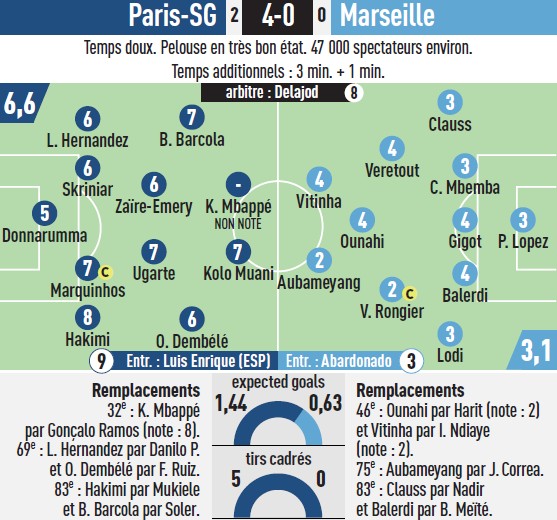 Paris-SG 2 4-0 0 Marseille
Temps doux. Pelouse en très bon état. 47 000 spectateurs environ.
Temps additionnels : 3 min. + 1 min.
6,6
arbitre : Delajod 8
6
L. Hernandez
7
B. Barcola
3
Clauss
6
Skriniar
6
Zaïre-Emery
-
K. Mbappé
NON NOTÉ
4
Vitinha
4
Veretout
3
C. Mbemba
5
Donnarumma
4
Ounahi
4
Gigot
3
P. Lopez
7 C
Marquinhos
7
Ugarte
7
Kolo Muani
2
Aubameyang
2 C
V. Rongier
4
Balerdi
8
Hakimi
6
O. Dembélé
3
Lodi
3,1
9 Entr. : Luis Enrique (ESP)
Entr. : Abardonado 3
Remplacements
32e : K. Mbappé
par Gonçalo Ramos (note : 8).
69e : L. Hernandez par Danilo P.
et O. Dembélé par F. Ruiz.
83e : Hakimi par Mukiele
et B. Barcola par Soler.
expected goals
1,44 0,63
tirs cadrés
5 0
Remplacements
46e : Ounahi par Harit (note : 2)
et Vitinha par I. Ndiaye
(note : 2).
75e : Aubameyang par J. Correa.
83e : Clauss par Nadir
et Balerdi par B. Meïté.